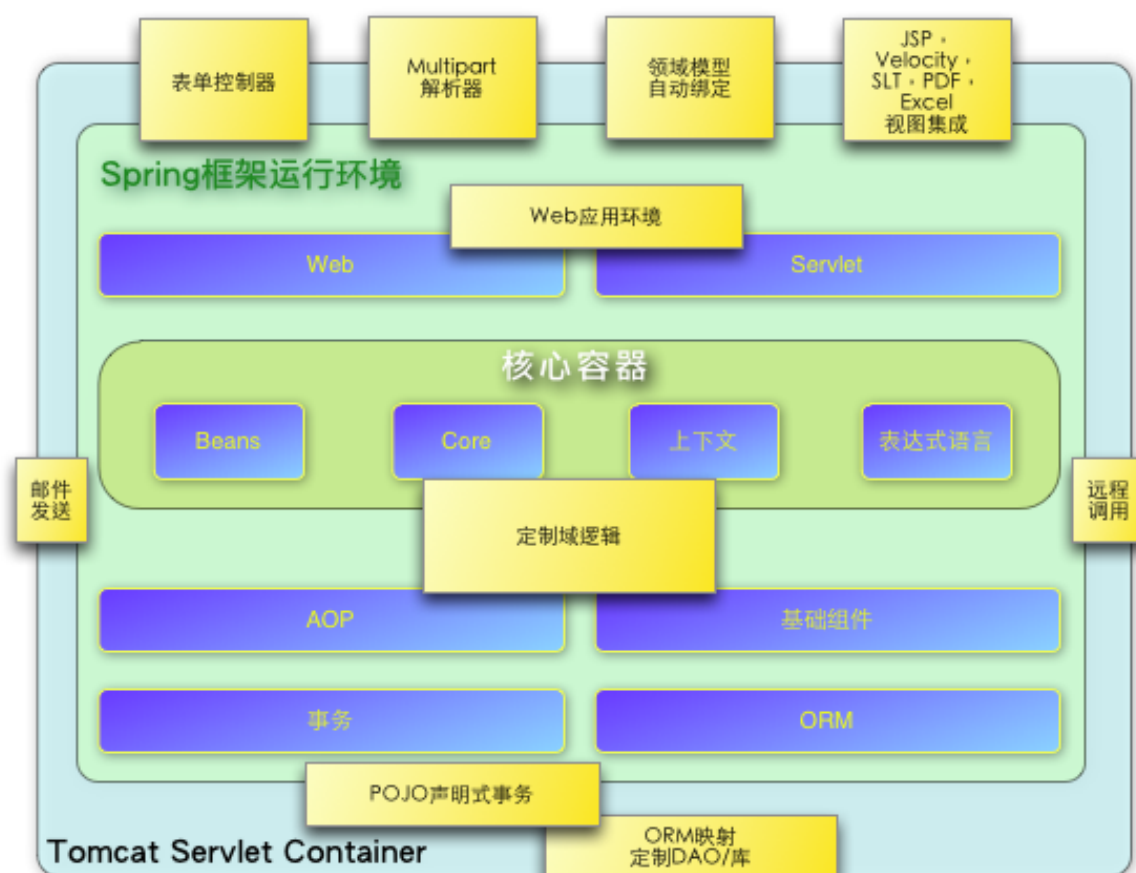 表单控制器
Multipart
解析器
领域模型
自动绑定
JSP，
Velocity，
SLT，PDF，
Excel
视图集成
Spring框架运行环境
Web应用环境
Web
Servlet
核心容器
Beans
Core
上下文
表达式语言
邮件
发送
定制域逻辑
远程
调用
AOP
基础组件
事务
ORM
POJO声明式事务
ORM映射
定制DAO/库
Tomcat Servlet Container